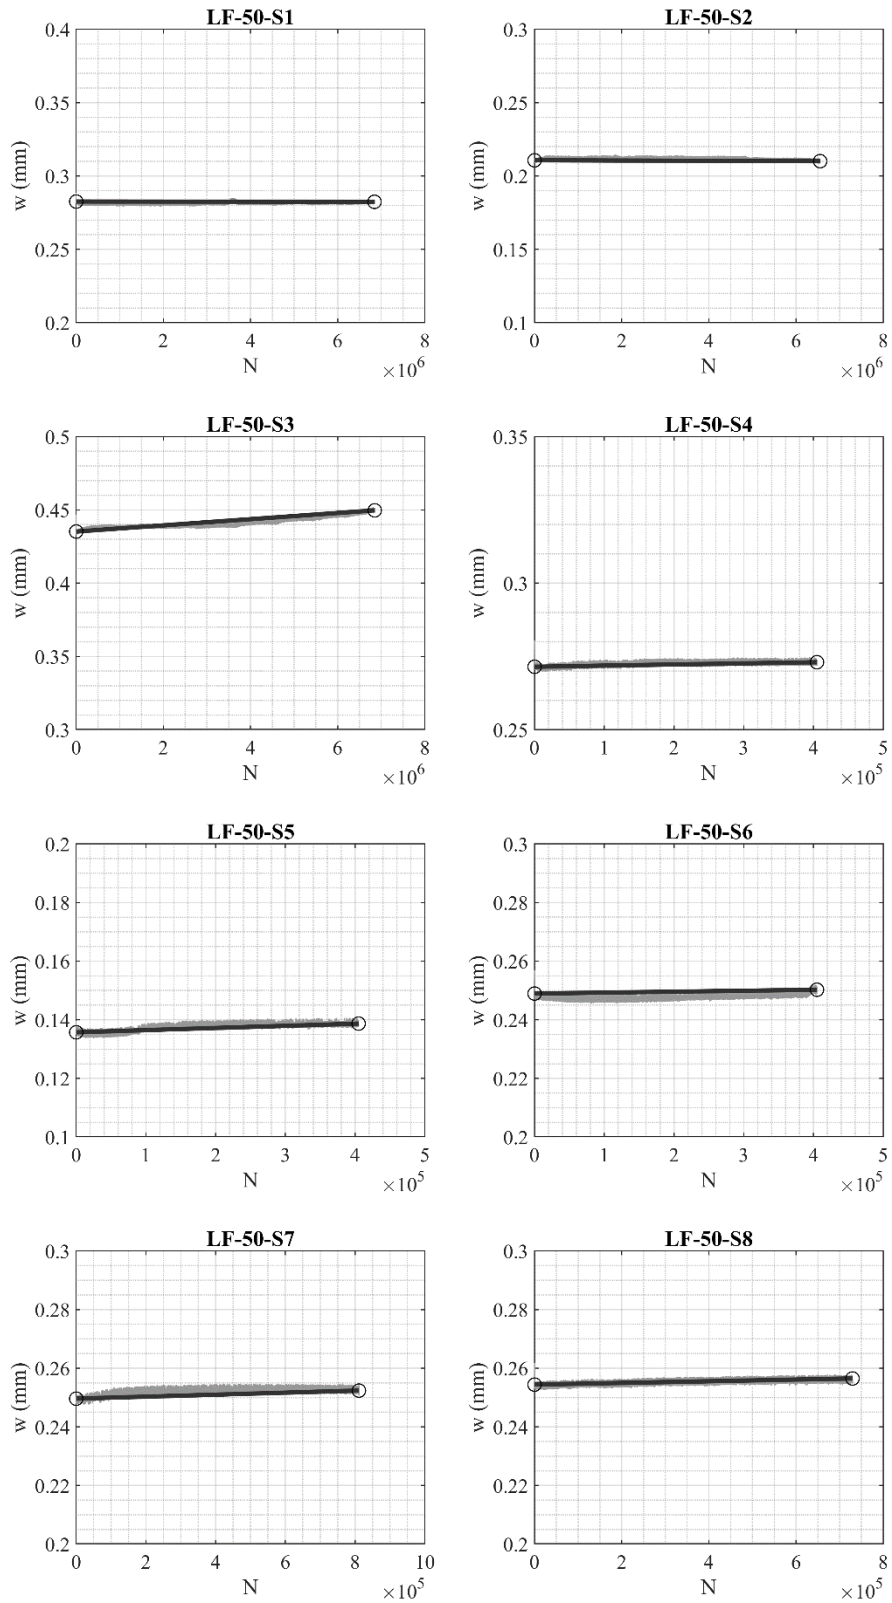 LF-50-S1
0.4
0.35
0.3
0.25
0.2
w (mm)
0 2 4 6 8
N
×10^6
LF-50-S2
0.3
0.25
0.2
0.15
0.1
w (mm)
0 2 4 6 8
N
×10^6
LF-50-S3
0.5
0.45
0.4
0.35
0.3
w (mm)
0 2 4 6 8
N
×10^6
LF-50-S4
0.35
0.3
0.25
w (mm)
0 1 2 3 4 5
N
×10^5
LF-50-S5
0.2
0.18
0.16
0.14
0.12
0.1
w (mm)
0 1 2 3 4 5
N
×10^5
LF-50-S6
0.3
0.28
0.26
0.24
0.22
0.2
w (mm)
0 1 2 3 4 5
N
×10^5
LF-50-S7
0.3
0.28
0.26
0.24
0.22
0.2
w (mm)
0 2 4 6 8 10
N
×10^5
LF-50-S8
0.3
0.28
0.26
0.24
0.22
0.2
w (mm)
0 2 4 6 8
N
×10^5